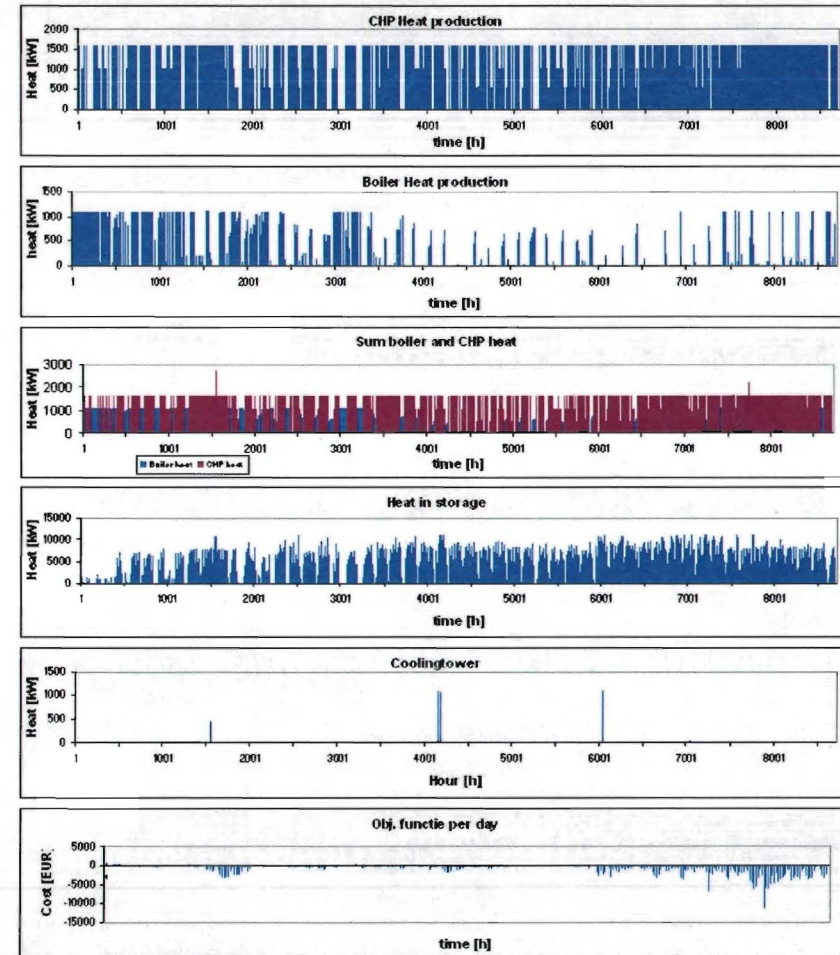 CHP Heat production
Heat [kW]
2000
1500
1000
500
0
1 1001 2001 3001 4001 5001 6001 7001 8001
time [h]
Boiler Heat production
heat [kW]
1500
1000
500
0
1 1001 2001 3001 4001 5001 6001 7001 8001
time [h]
Sum boiler and CHP heat
Heat [kW]
3000
2000
1000
0
1 1001 2001 3001 4001 5001 6001 7001 8001
Boiler heat CHP heat
time [h]
Heat in storage
Heat [kW]
15000
10000
5000
0
1 1001 2001 3001 4001 5001 6001 7001 8001
time [h]
Coolingtower
Heat [kW]
1500
1000
500
0
1 1001 2001 3001 4001 5001 6001 7001 8001
Hour [h]
Obj. functie per day
Cost [EUR]
5000
0
-5000
-10000
-15000
time [h]